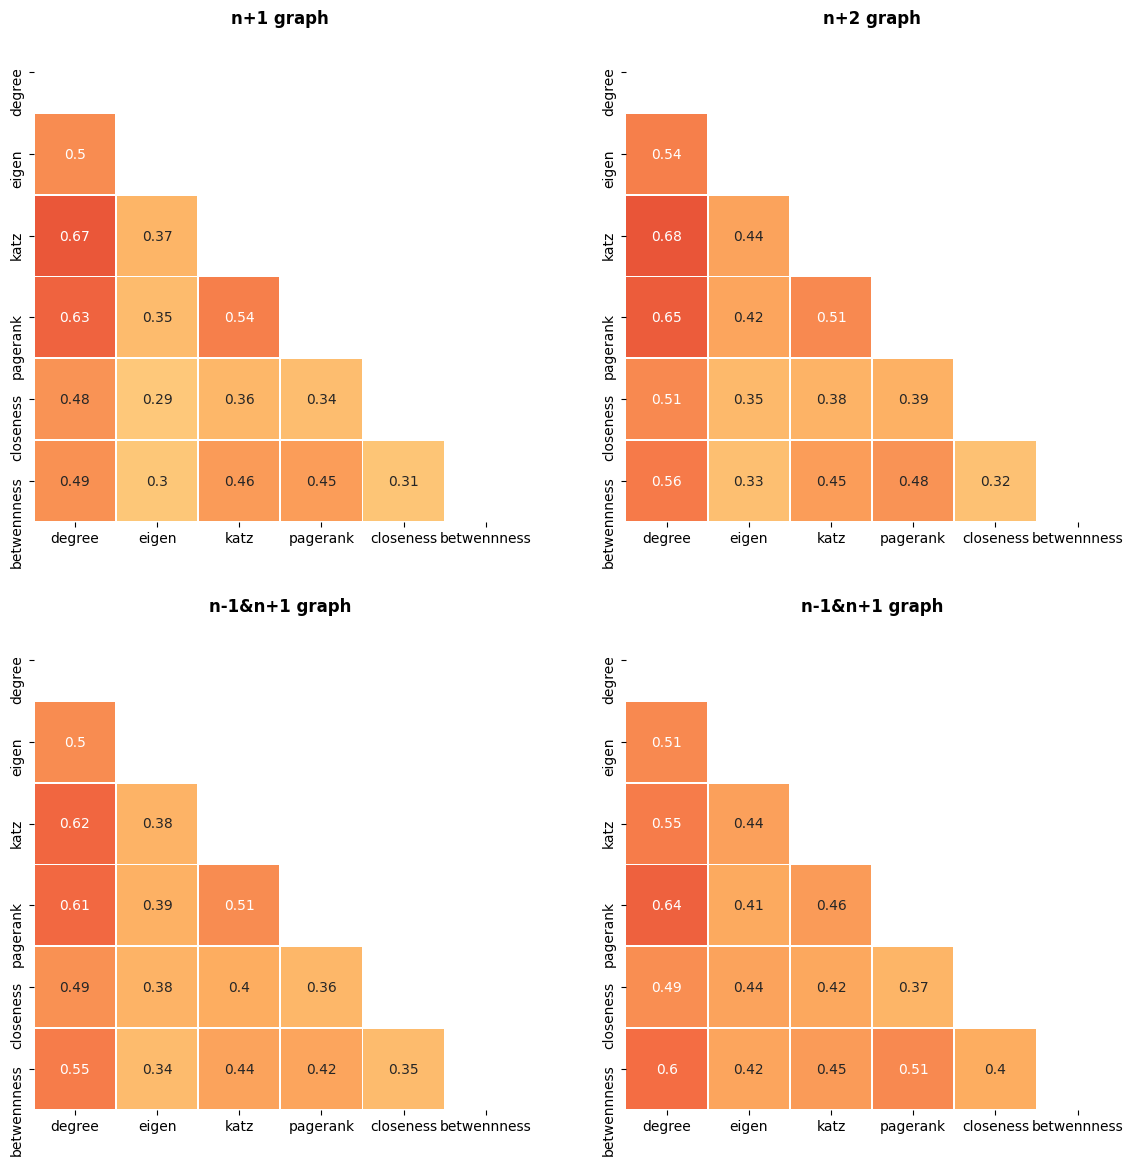 n+1 graph
degree
eigen
0.5
katz
0.67 0.37
pagerank
0.63 0.35 0.54
closeness
0.48 0.29 0.36 0.34
betwennness
0.49 0.3 0.46 0.45 0.31
degree eigen katz pagerank closeness betwennness
n+2 graph
degree
eigen
0.54
katz
0.68 0.44
pagerank
0.65 0.42 0.51
closeness
0.51 0.35 0.38 0.39
betwennness
0.56 0.33 0.45 0.48 0.32
degree eigen katz pagerank closeness betwennness
n-1&n+1 graph
degree
eigen
0.5
katz
0.62 0.38
pagerank
0.61 0.39 0.51
closeness
0.49 0.38 0.4 0.36
betwennness
0.55 0.34 0.44 0.42 0.35
degree eigen katz pagerank closeness betwennness
n-1&n+1 graph
degree
eigen
0.51
katz
0.55 0.44
pagerank
0.64 0.41 0.46
closeness
0.49 0.44 0.42 0.37
betwennness
0.6 0.42 0.45 0.51 0.4
degree eigen katz pagerank closeness betwennness